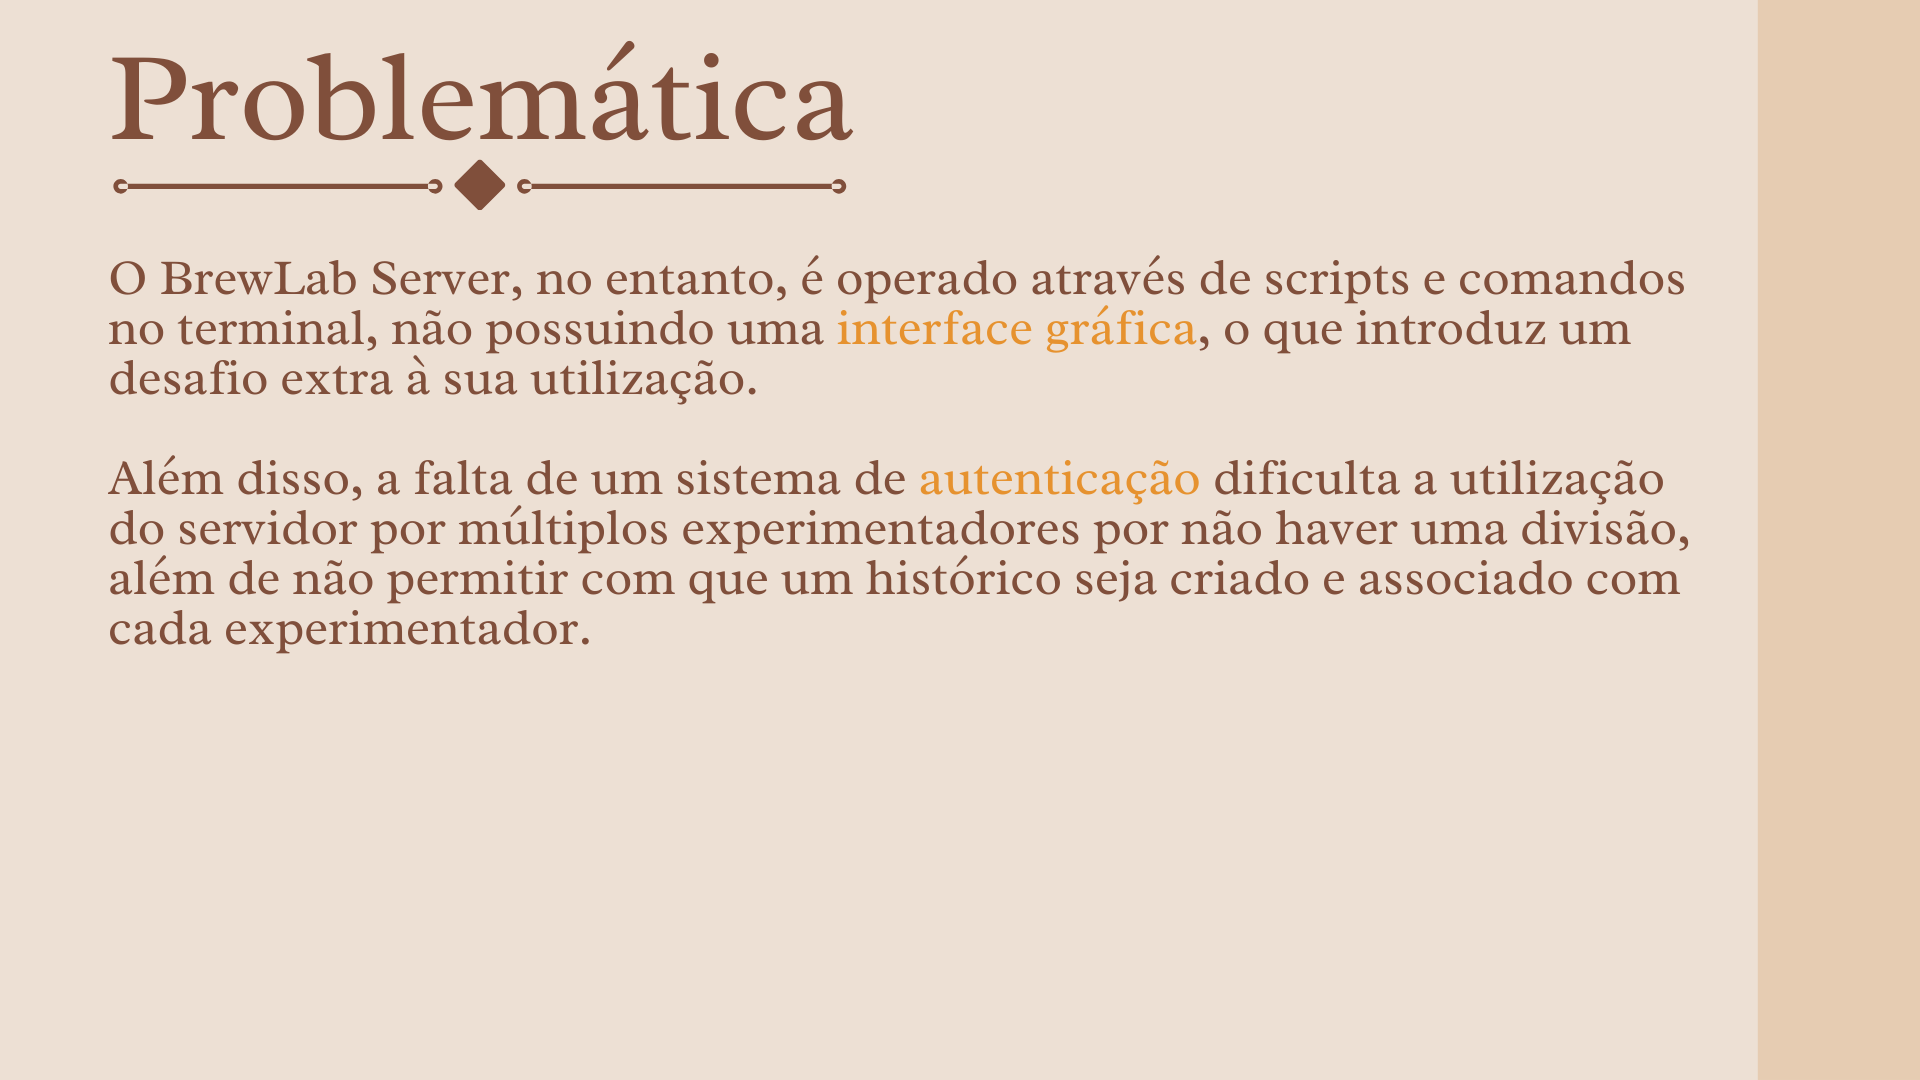 Problemática
O BrewLab Server, no entanto, é operado através de scripts e comandos
no terminal, não possuindo uma interface gráfica, o que introduz um
desafio extra à sua utilização.
Além disso, a falta de um sistema de autenticação dificulta a utilização
do servidor por múltiplos experimentadores por não haver uma divisão,
além de não permitir com que um histórico seja criado e associado com
cada experimentador.